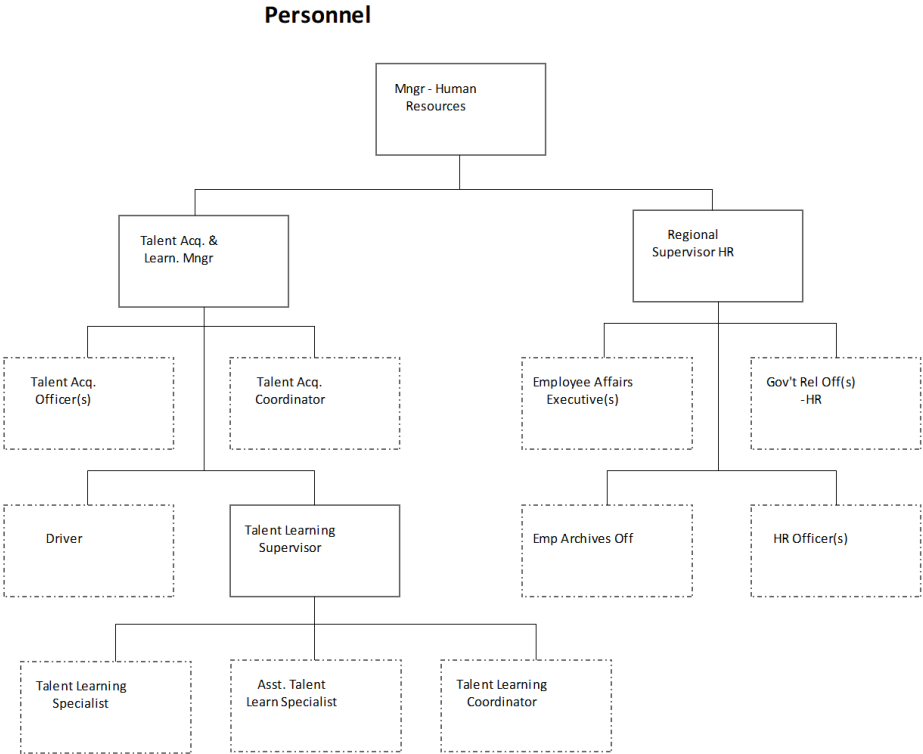 Personnel
Mngr - Human
Resources
Talent Acq. &
Learn. Mngr
Regional
Supervisor HR
Talent Acq.
Officer(s)
Talent Acq.
Coordinator
Employee Affairs
Executive(s)
Gov't Rel Off(s)
-HR
Driver
Talent Learning
Supervisor
Emp Archives Off
HR Officer(s)
Talent Learning
Specialist
Asst. Talent
Learn Specialist
Talent Learning
Coordinator